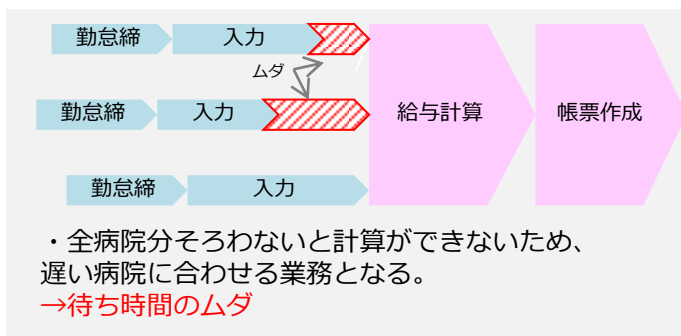 勤怠締 入力
ムダ
勤怠締 入力 給与計算 帳票作成
勤怠締 入力
・全病院分そろわないと計算ができないため、
遅い病院に合わせる業務となる。
→待ち時間のムダ